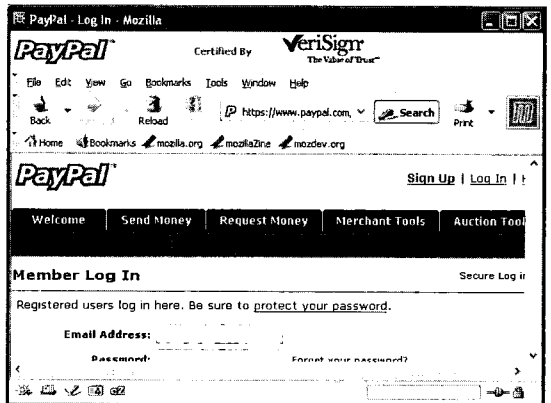 PayPal - Log In - Mozilla
PayPal Certified By VeriSign
The Value of Trust
File Edit View Go Bookmarks Tools Window Help
Back Reload https://www.paypal.com, Search Print
Home Bookmarks mozilla.org mozillaZine mozdev.org
PayPal
Sign Up | Log In |
Welcome Send Money Request Money Merchant Tools Auction Tool
Member Log In Secure Log in
Registered users log in here. Be sure to protect your password.
Email Address:
Password: Forget your password?